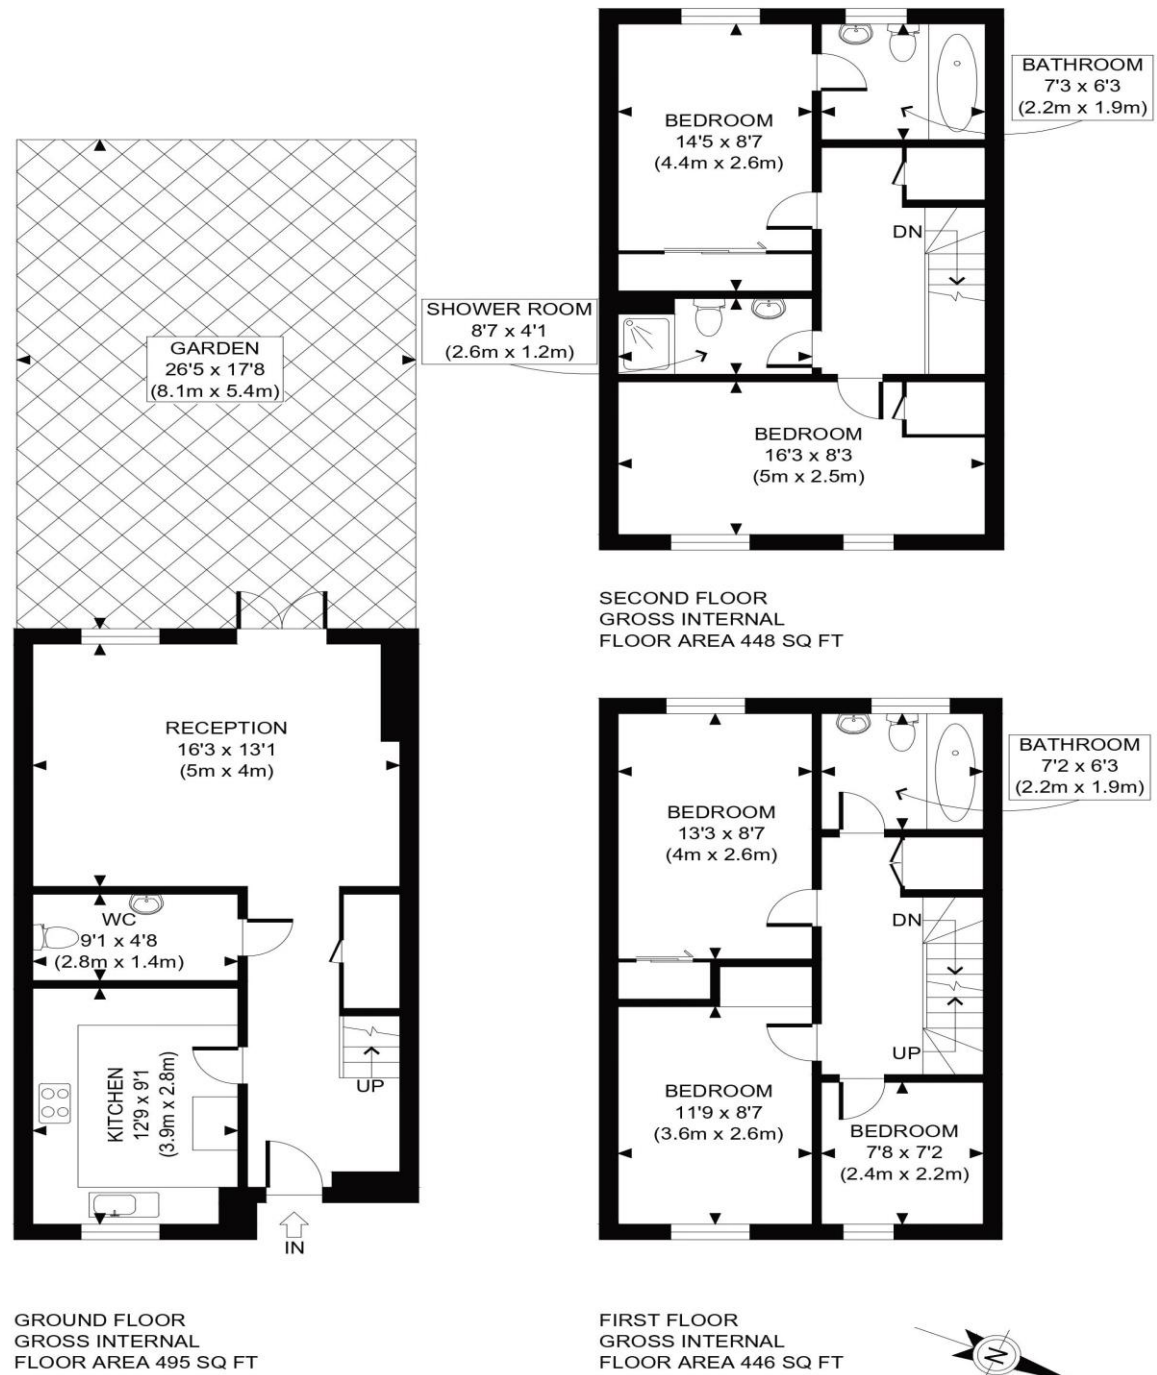 BATHROOM
7'3 x 6'3
(2.2m x 1.9m)
BEDROOM
14'5 x 8'7
(4.4m x 2.6m)
DN
SHOWER ROOM
8'7 x 4'1
(2.6m x 1.2m)
GARDEN
26'5 x 17'8
(8.1m x 5.4m)
BEDROOM
16'3 x 8'3
(5m x 2.5m)
SECOND FLOOR
GROSS INTERNAL
FLOOR AREA 448 SQ FT
RECEPTION
16'3 x 13'1
(5m x 4m)
WC
9'1 x 4'8
(2.8m x 1.4m)
KITCHEN
12'9 x 9'1
(3.9m x 2.8m)
UP
IN
GROUND FLOOR
GROSS INTERNAL
FLOOR AREA 495 SQ FT
BATHROOM
7'2 x 6'3
(2.2m x 1.9m)
BEDROOM
13'3 x 8'7
(4m x 2.6m)
DN
UP
BEDROOM
11'9 x 8'7
(3.6m x 2.6m)
BEDROOM
7'8 x 7'2
(2.4m x 2.2m)
FIRST FLOOR
GROSS INTERNAL
FLOOR AREA 446 SQ FT
N